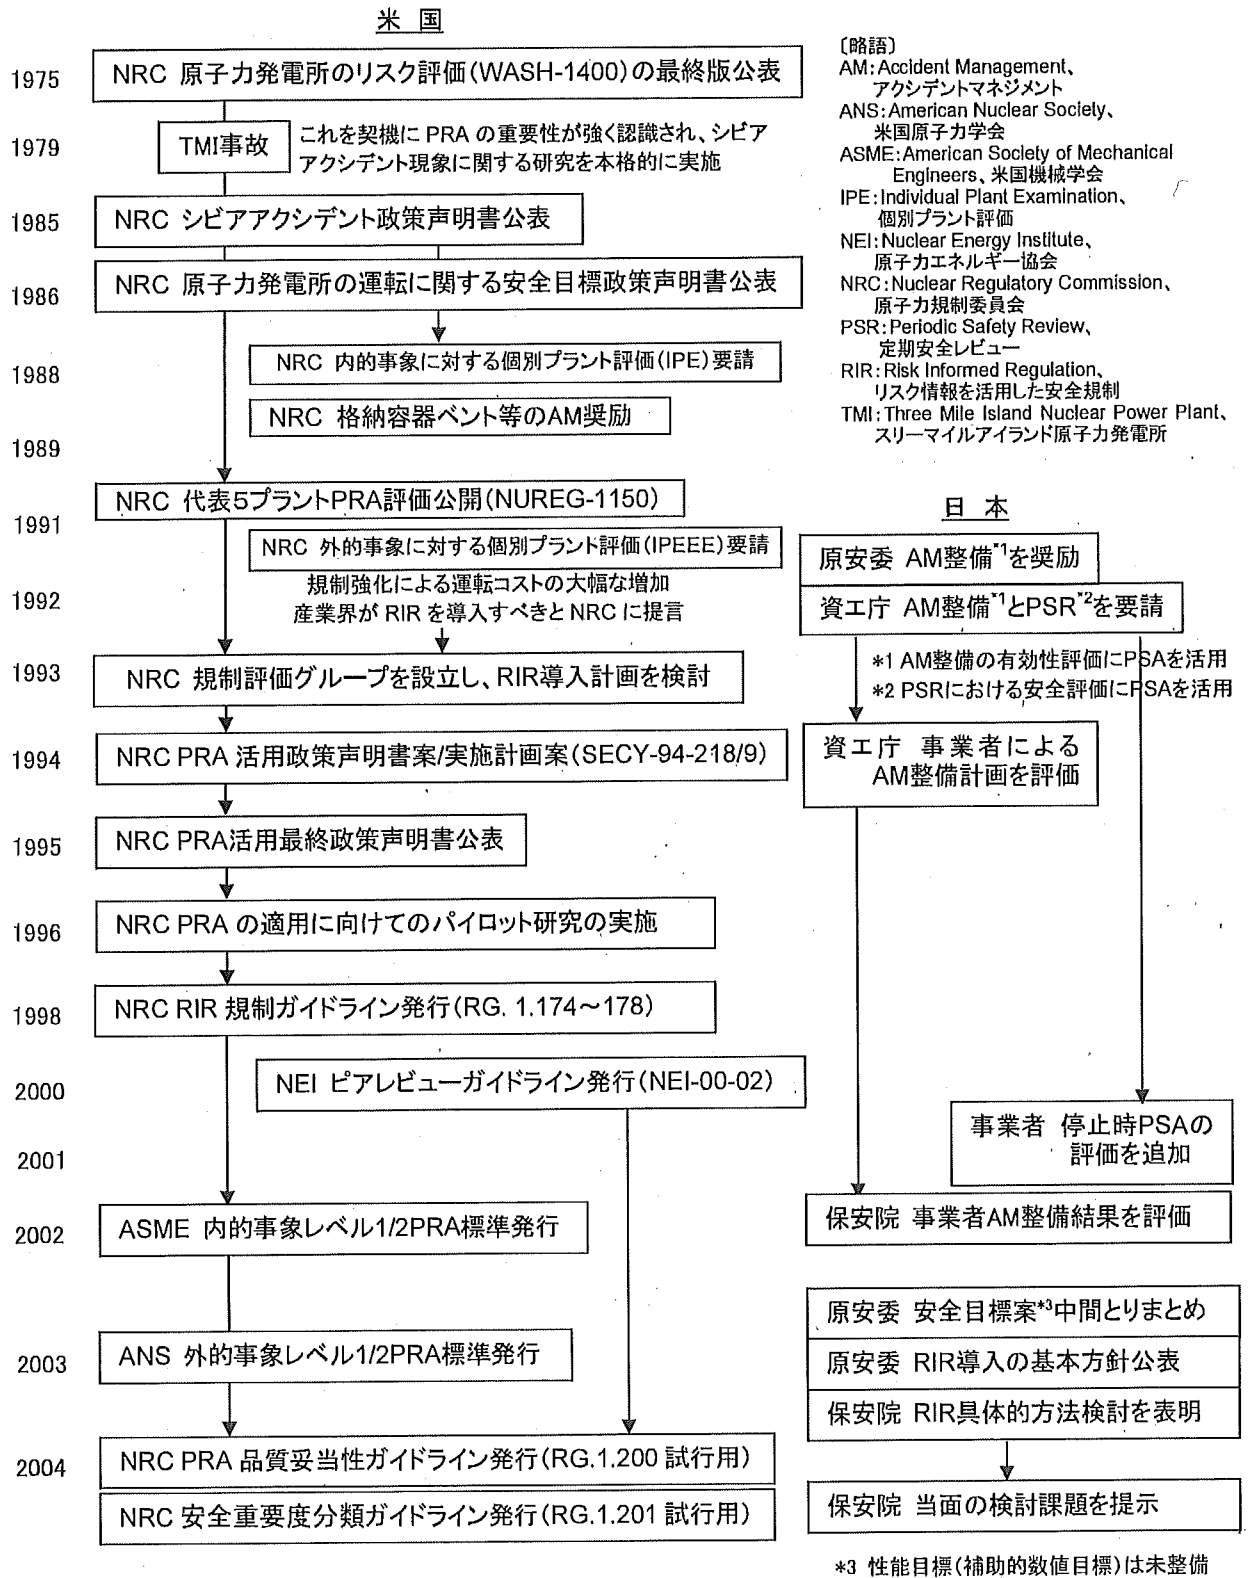 米 国
1975
NRC 原子力発電所のリスク評価(WASH-1400)の最終版公表
1979
TMI事故
これを契機に PRA の重要性が強く認識され、シビア
アクシデント現象に関する研究を本格的に実施
1985
NRC シビアアクシデント政策声明書公表
1986
NRC 原子力発電所の運転に関する安全目標政策声明書公表
1988
NRC 内的事象に対する個別プラント評価(IPE)要請
NRC 格納容器ベント等のAM奨励
1989
NRC 代表5プラントPRA評価公開(NUREG-1150)
1991
NRC 外的事象に対する個別プラント評価(IPEEE)要請
1992
規制強化による運転コストの大幅な増加
産業界が RIR を導入すべきと NRC に提言
1993
NRC 規制評価グループを設立し、RIR導入計画を検討
1994
NRC PRA 活用政策声明書案/実施計画案(SECY-94-218/9)
1995
NRC PRA活用最終政策声明書公表
1996
NRC PRA の適用に向けてのパイロット研究の実施
1998
NRC RIR 規制ガイドライン発行(RG. 1.174～178)
2000
NEI ピアレビューガイドライン発行(NEI-00-02)
2001
2002
ASME 内的事象レベル1/2PRA標準発行
2003
ANS 外的事象レベル1/2PRA標準発行
2004
NRC PRA 品質妥当性ガイドライン発行(RG.1.200 試行用)
NRC 安全重要度分類ガイドライン発行(RG.1.201 試行用)
〔略語〕
AM:Accident Management、
アクシデントマネジメント
ANS:American Nuclear Society、
米国原子力学会
ASME:American Society of Mechanical
Engineers、米国機械学会
IPE:Individual Plant Examination、
個別プラント評価
NEI:Nuclear Energy Institute、
原子力エネルギー協会
NRC:Nuclear Regulatory Commission、
原子力規制委員会
PSR:Periodic Safety Review、
定期安全レビュー
RIR:Risk Informed Regulation、
リスク情報を活用した安全規制
TMI:Three Mile Island Nuclear Power Plant、
スリーマイルアイランド原子力発電所
日 本
原安委 AM整備*1を奨励
資工庁 AM整備*1とPSR*2を要請
*1 AM整備の有効性評価にPSAを活用
*2 PSRにおける安全評価にPSAを活用
資工庁 事業者による
AM整備計画を評価
事業者 停止時PSAの
評価を追加
保安院 事業者AM整備結果を評価
原安委 安全目標案*3中間とりまとめ
原安委 RIR導入の基本方針公表
保安院 RIR具体的方法検討を表明
保安院 当面の検討課題を提示
*3 性能目標(補助的数値目標)は未整備